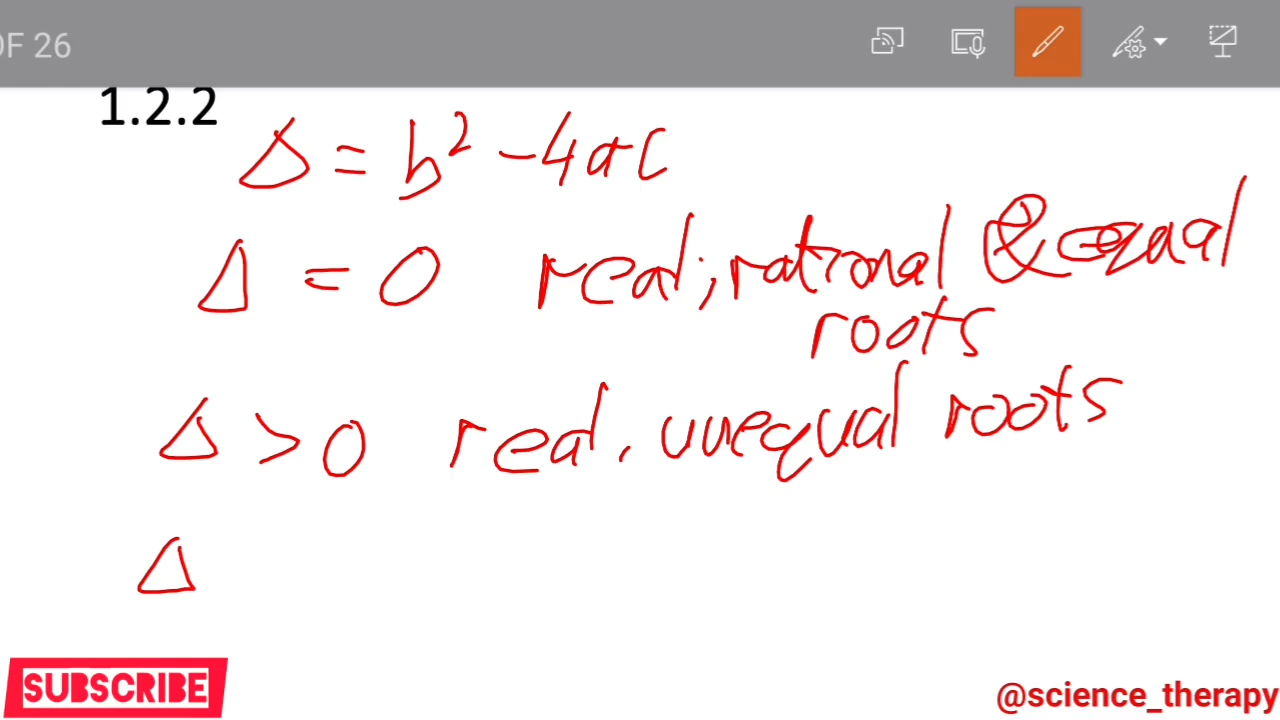 OF 26
1.2.2
Δ = b² - 4ac
Δ = 0 real; rational & equal
roots
Δ > 0 real, unequal roots
Δ
SUBSCRIBE
@science_therapy